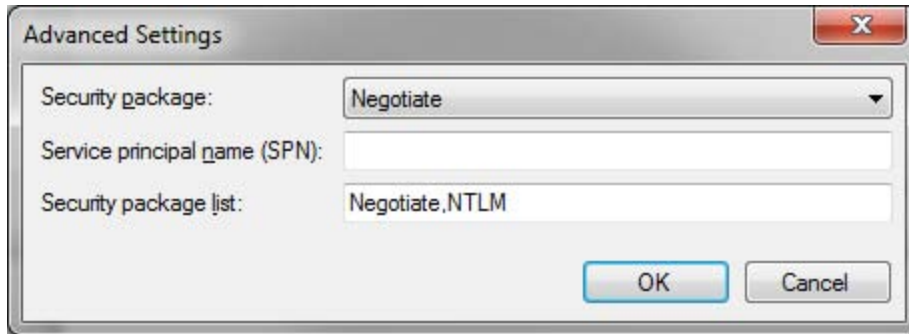 Advanced Settings
Security package: Negotiate
Service principal name (SPN):
Security package list: Negotiate,NTLM
OK Cancel